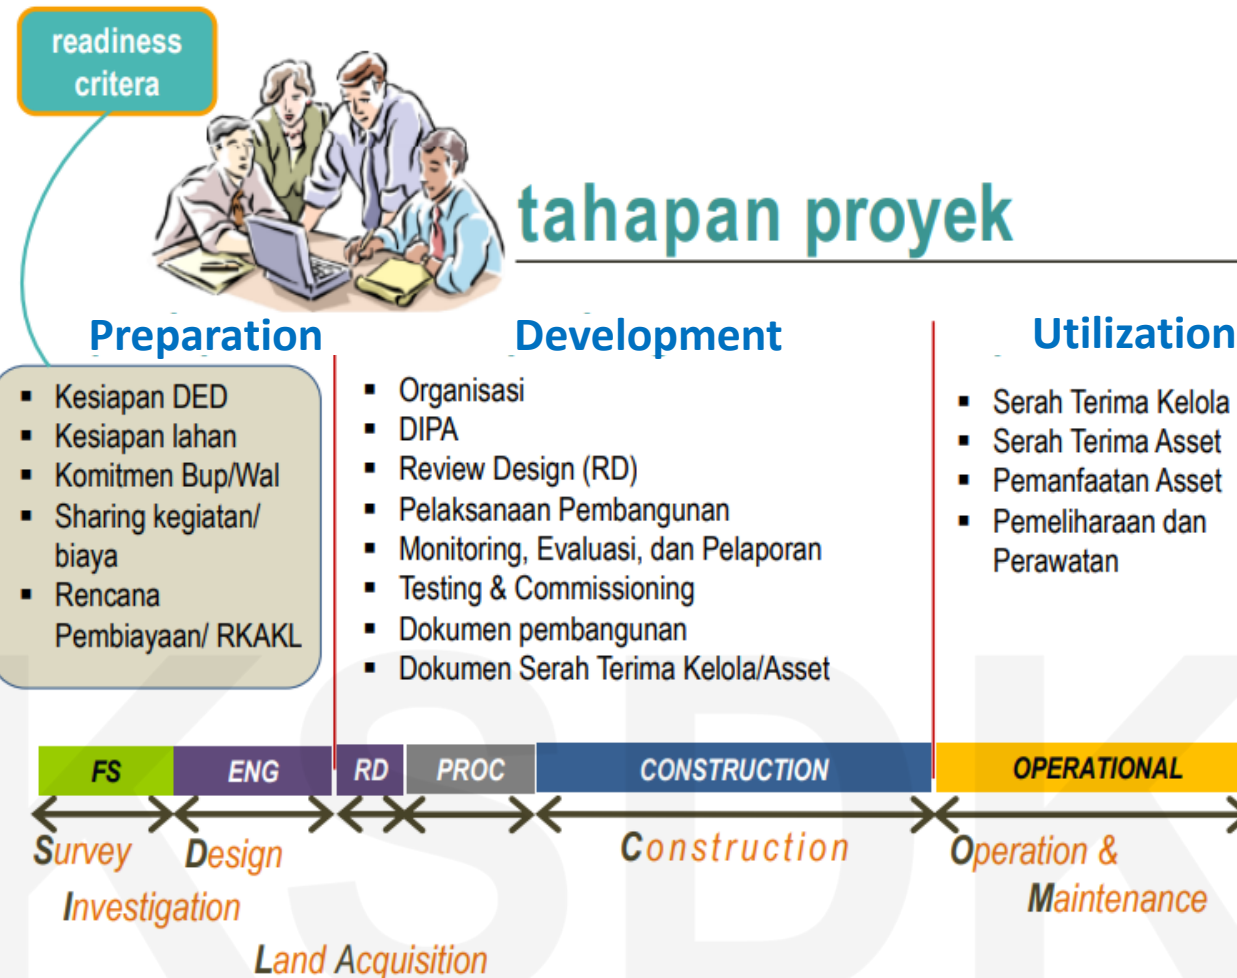 readiness
critera
tahapan proyek
Preparation
Development
Utilization
▪ Kesiapan DED
▪ Kesiapan lahan
▪ Komitmen Bup/Wal
▪ Sharing kegiatan/
biaya
▪ Rencana
Pembiayaan/ RKAKL
▪ Organisasi
▪ DIPA
▪ Review Design (RD)
▪ Pelaksanaan Pembangunan
▪ Monitoring, Evaluasi, dan Pelaporan
▪ Testing & Commissioning
▪ Dokumen pembangunan
▪ Dokumen Serah Terima Kelola/Asset
▪ Serah Terima Kelola
▪ Serah Terima Asset
▪ Pemanfaatan Asset
▪ Pemeliharaan dan
Perawatan
FS ENG RD PROC CONSTRUCTION OPERATIONAL
Survey Design Construction Operation &
Investigation Maintenance
Land Acquisition
KSDK